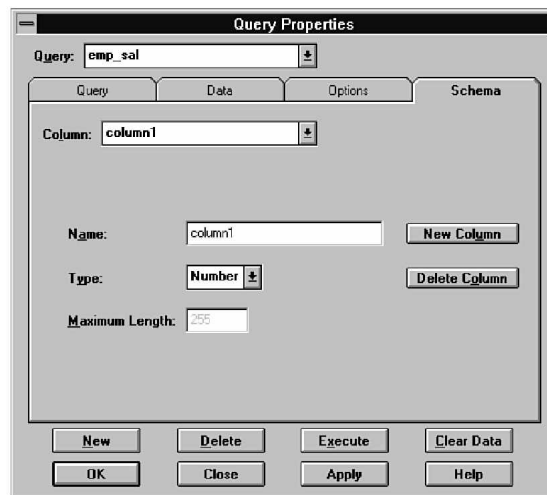 Query Properties
Query: emp_sal
Query Data Options Schema
Column: column1
Name: column1 New Column
Type: Number Delete Column
Maximum Length: 255
New Delete Execute Clear Data
OK Close Apply Help